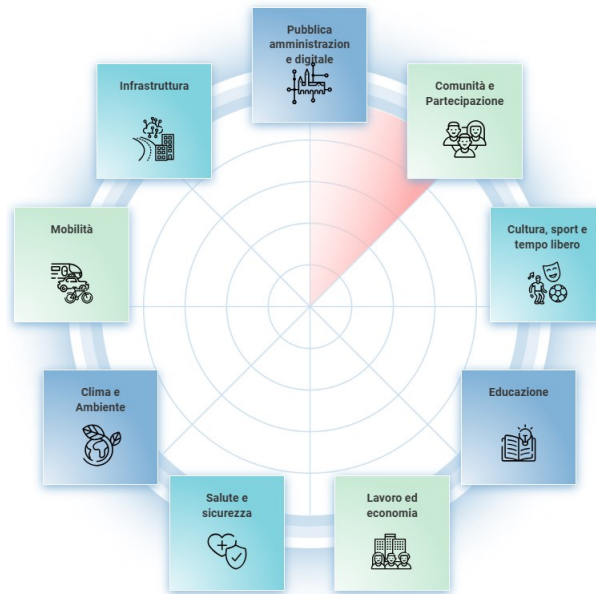 Pubblica
amministrazion
e digitale
Infrastruttura
Comunità e
Partecipazione
Mobilità
Cultura, sport e
tempo libero
Clima e
Ambiente
Educazione
Salute e
sicurezza
Lavoro ed
economia